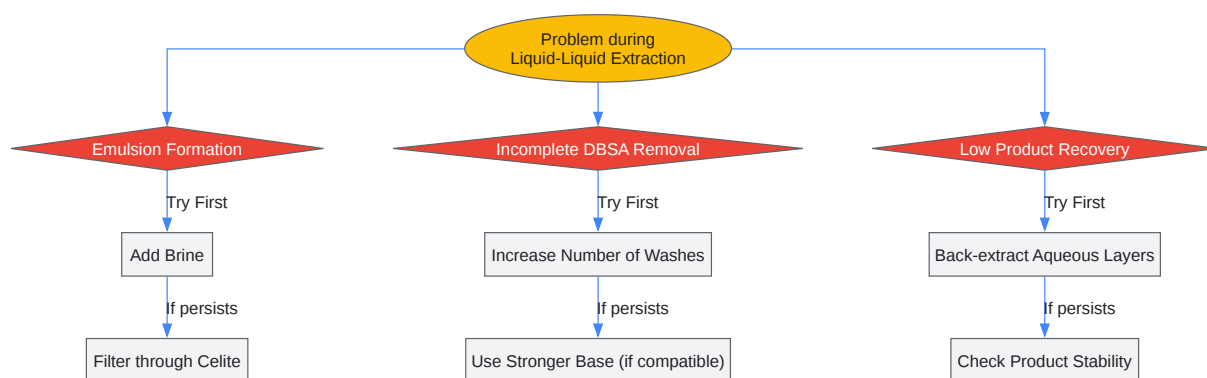 Problem during
Liquid-Liquid Extraction
Emulsion Formation
Incomplete DBSA Removal
Low Product Recovery
Try First
Try First
Try First
Add Brine
Increase Number of Washes
Back-extract Aqueous Layers
If persists
If persists
If persists
Filter through Celite
Use Stronger Base (if compatible)
Check Product Stability